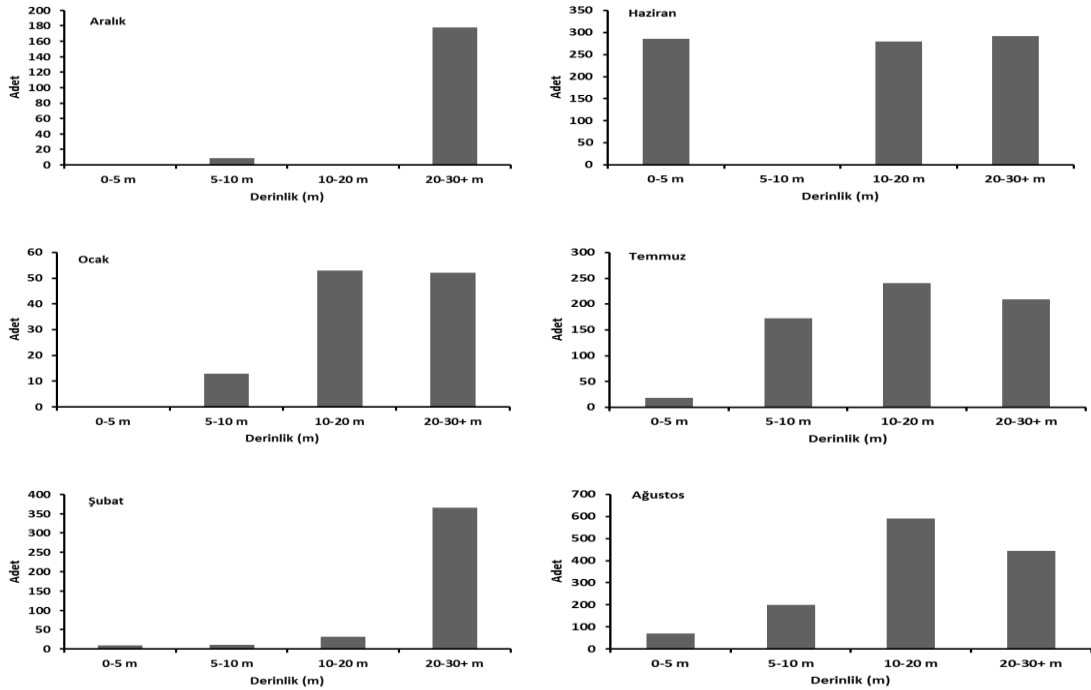 Aralık
Adet
200
180
160
140
120
100
80
60
40
20
0
0-5 m 5-10 m 10-20 m 20-30+ m
Derinlik (m)
Haziran
Adet
350
300
250
200
150
100
50
0
0-5 m 5-10 m 10-20 m 20-30+ m
Derinlik (m)
Ocak
Adet
60
50
40
30
20
10
0
0-5 m 5-10 m 10-20 m 20-30+ m
Derinlik (m)
Temmuz
Adet
300
250
200
150
100
50
0
0-5 m 5-10 m 10-20 m 20-30+ m
Derinlik (m)
Şubat
Adet
400
350
300
250
200
150
100
50
0
0-5 m 5-10 m 10-20 m 20-30+ m
Derinlik (m)
Ağustos
Adet
700
600
500
400
300
200
100
0
0-5 m 5-10 m 10-20 m 20-30+ m
Derinlik (m)